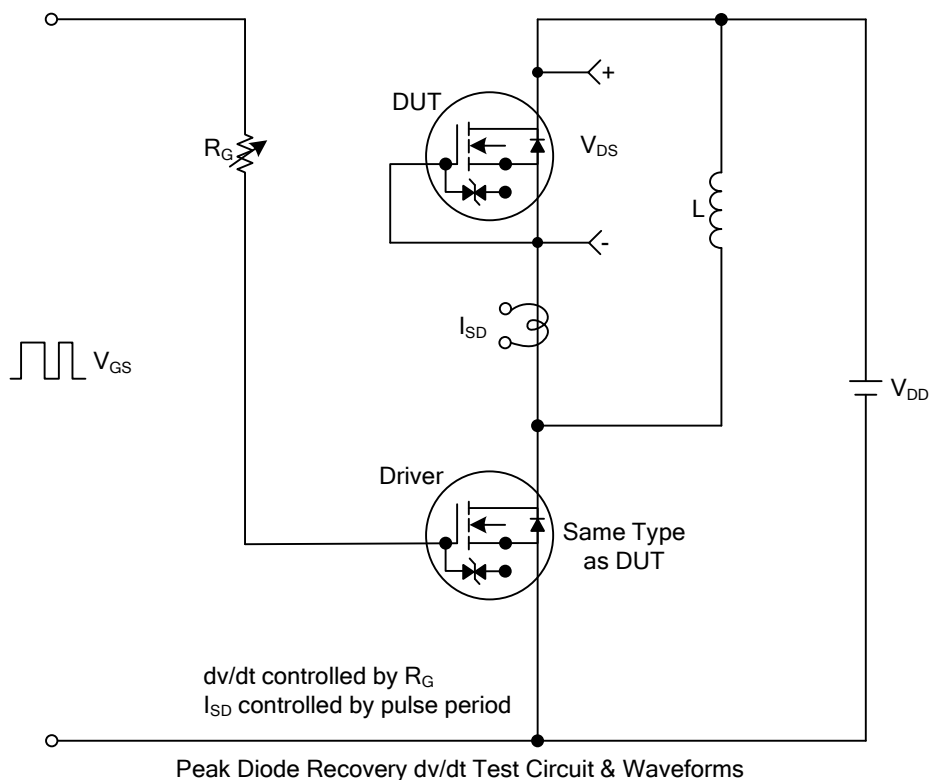 +
DUT
R_G
V_DS
L
-
I_SD
V_GS
V_DD
Driver
Same Type
as DUT
dv/dt controlled by R_G
I_SD controlled by pulse period
Peak Diode Recovery dv/dt Test Circuit & Waveforms